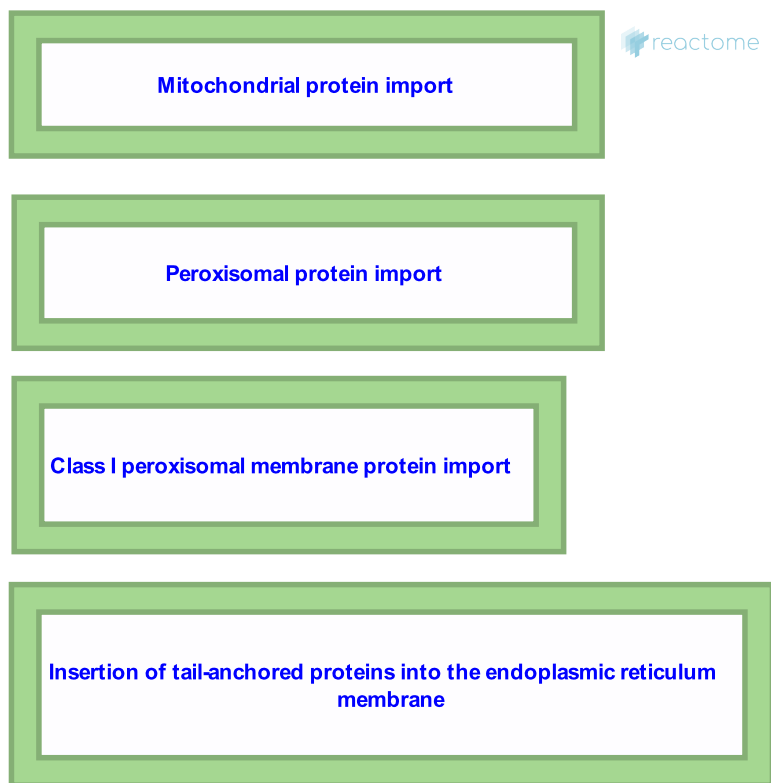 Mitochondrial protein import
reactome
Peroxisomal protein import
Class I peroxisomal membrane protein import
Insertion of tail-anchored proteins into the endoplasmic reticulum
membrane